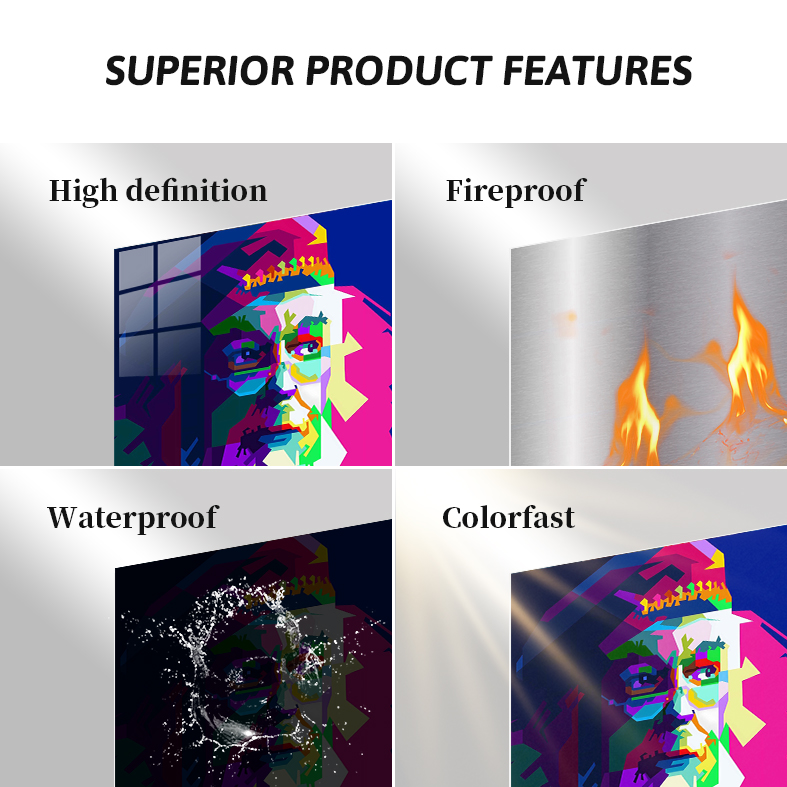 SUPERIOR PRODUCT FEATURES
High definition
Fireproof
Waterproof
Colorfast